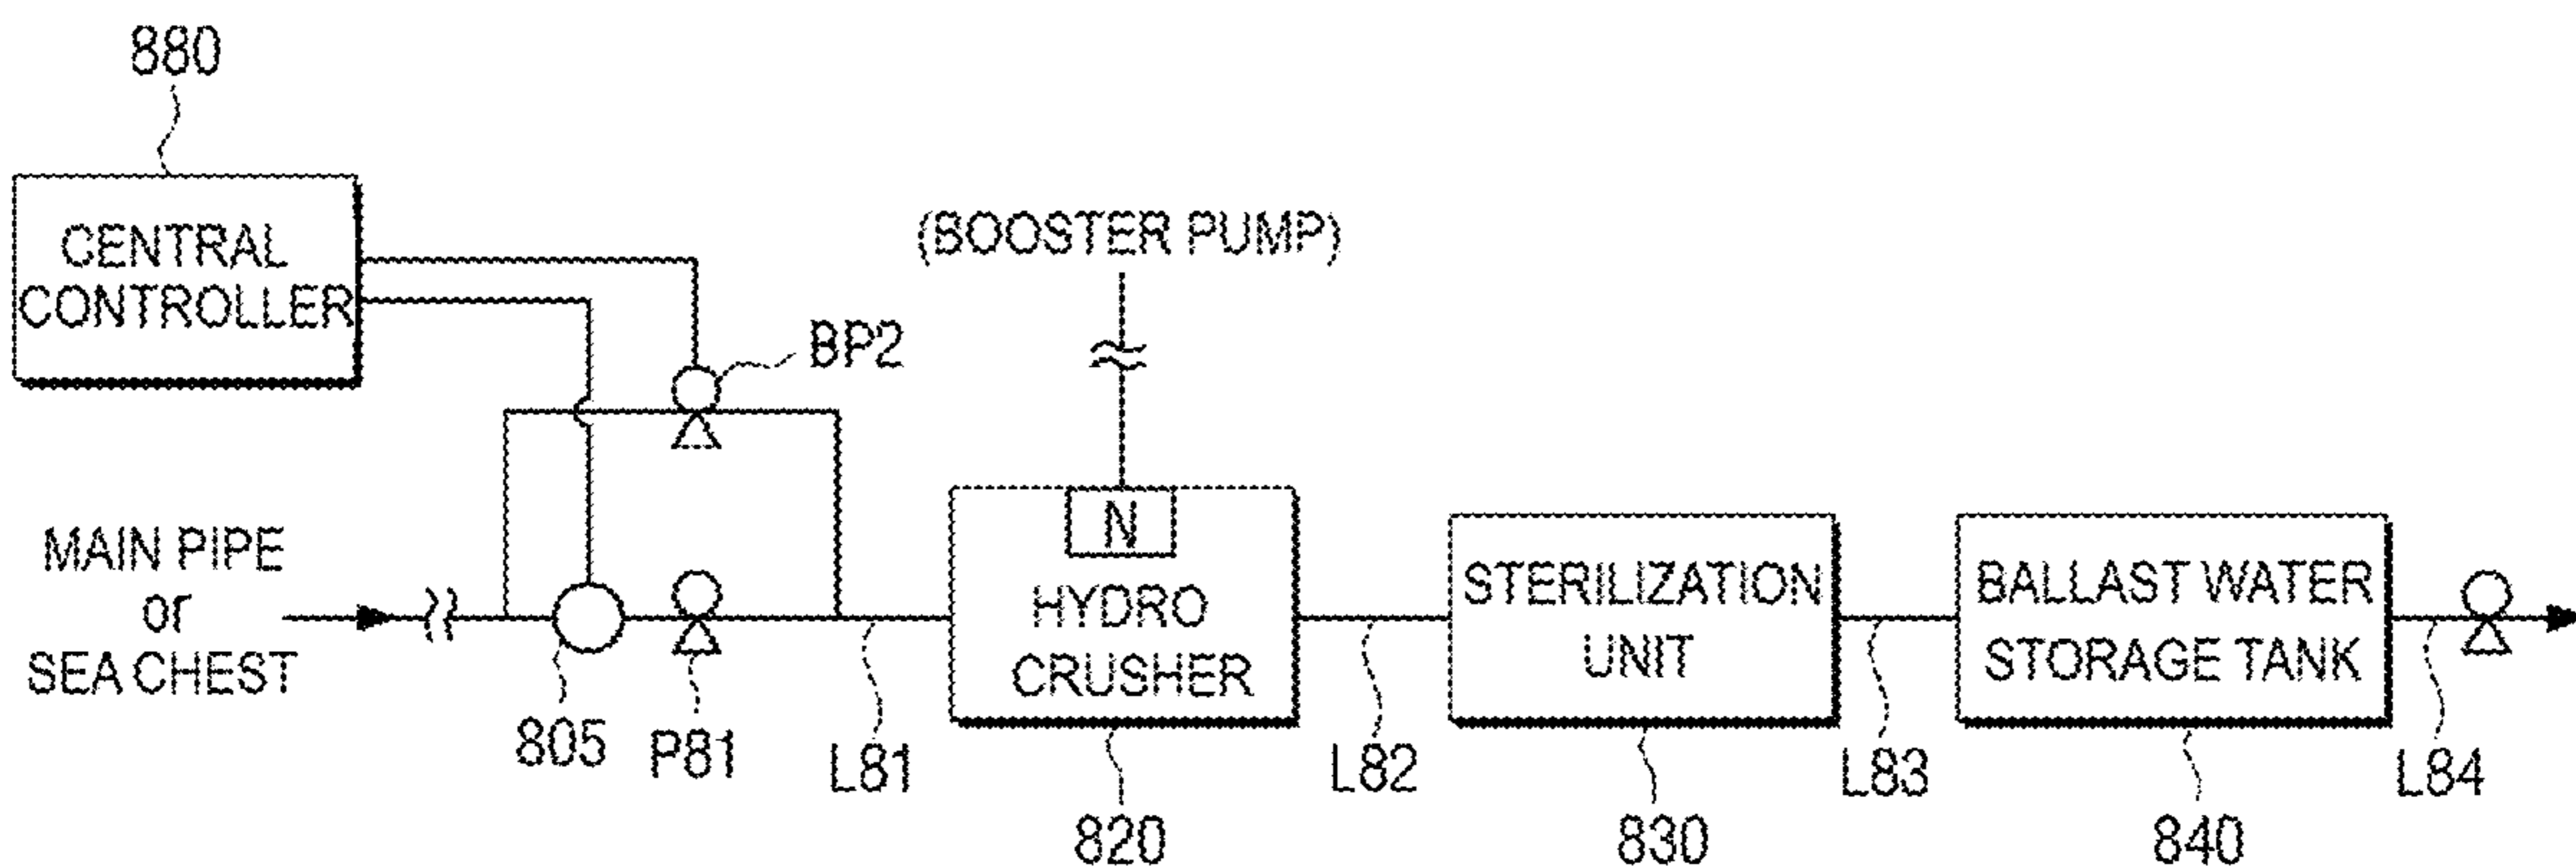 880
CENTRAL
CONTROLLER
(BOOSTER PUMP)
BP2
MAIN PIPE
or
SEA CHEST
N
HYDRO
CRUSHER
STERILIZATION
UNIT
BALLAST WATER
STORAGE TANK
805
P81
L81
L82
L83
L84
820
830
840